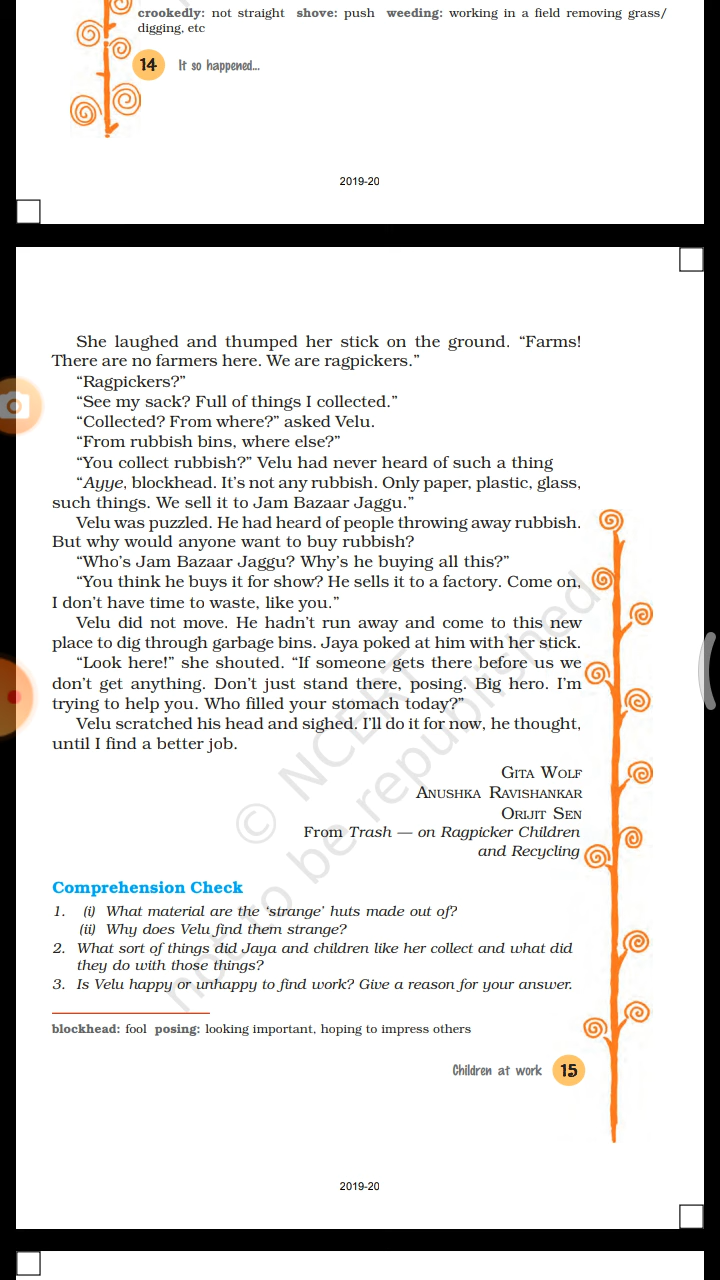 crookedly: not straight shove: push weeding: working in a field removing grass/
digging, etc
14 It so happened...
2019-20
She laughed and thumped her stick on the ground. “Farms!
There are no farmers here. We are ragpickers.”
“Ragpickers?”
“See my sack? Full of things I collected.”
“Collected? From where?” asked Velu.
“From rubbish bins, where else?”
“You collect rubbish?” Velu had never heard of such a thing
“Ayye, blockhead. It’s not any rubbish. Only paper, plastic, glass,
such things. We sell it to Jam Bazaar Jaggu.”
Velu was puzzled. He had heard of people throwing away rubbish.
But why would anyone want to buy rubbish?
“Who’s Jam Bazaar Jaggu? Why’s he buying all this?”
“You think he buys it for show? He sells it to a factory. Come on,
I don’t have time to waste, like you.”
Velu did not move. He hadn’t run away and come to this new
place to dig through garbage bins. Jaya poked at him with her stick.
“Look here!” she shouted. “If someone gets there before us we
don’t get anything. Don’t just stand there, posing. Big hero. I’m
trying to help you. Who filled your stomach today?”
Velu scratched his head and sighed. I’ll do it for now, he thought,
until I find a better job.
GITA WOLF
ANUSHKA RAVISHANKAR
ORIJIT SEN
From Trash — on Ragpicker Children
and Recycling
© NCERT
not to be republished
Comprehension Check
1. (i) What material are the ‘strange’ huts made out of?
(ii) Why does Velu find them strange?
2. What sort of things did Jaya and children like her collect and what did
they do with those things?
3. Is Velu happy or unhappy to find work? Give a reason for your answer.
blockhead: fool posing: looking important, hoping to impress others
Children at work 15
2019-20